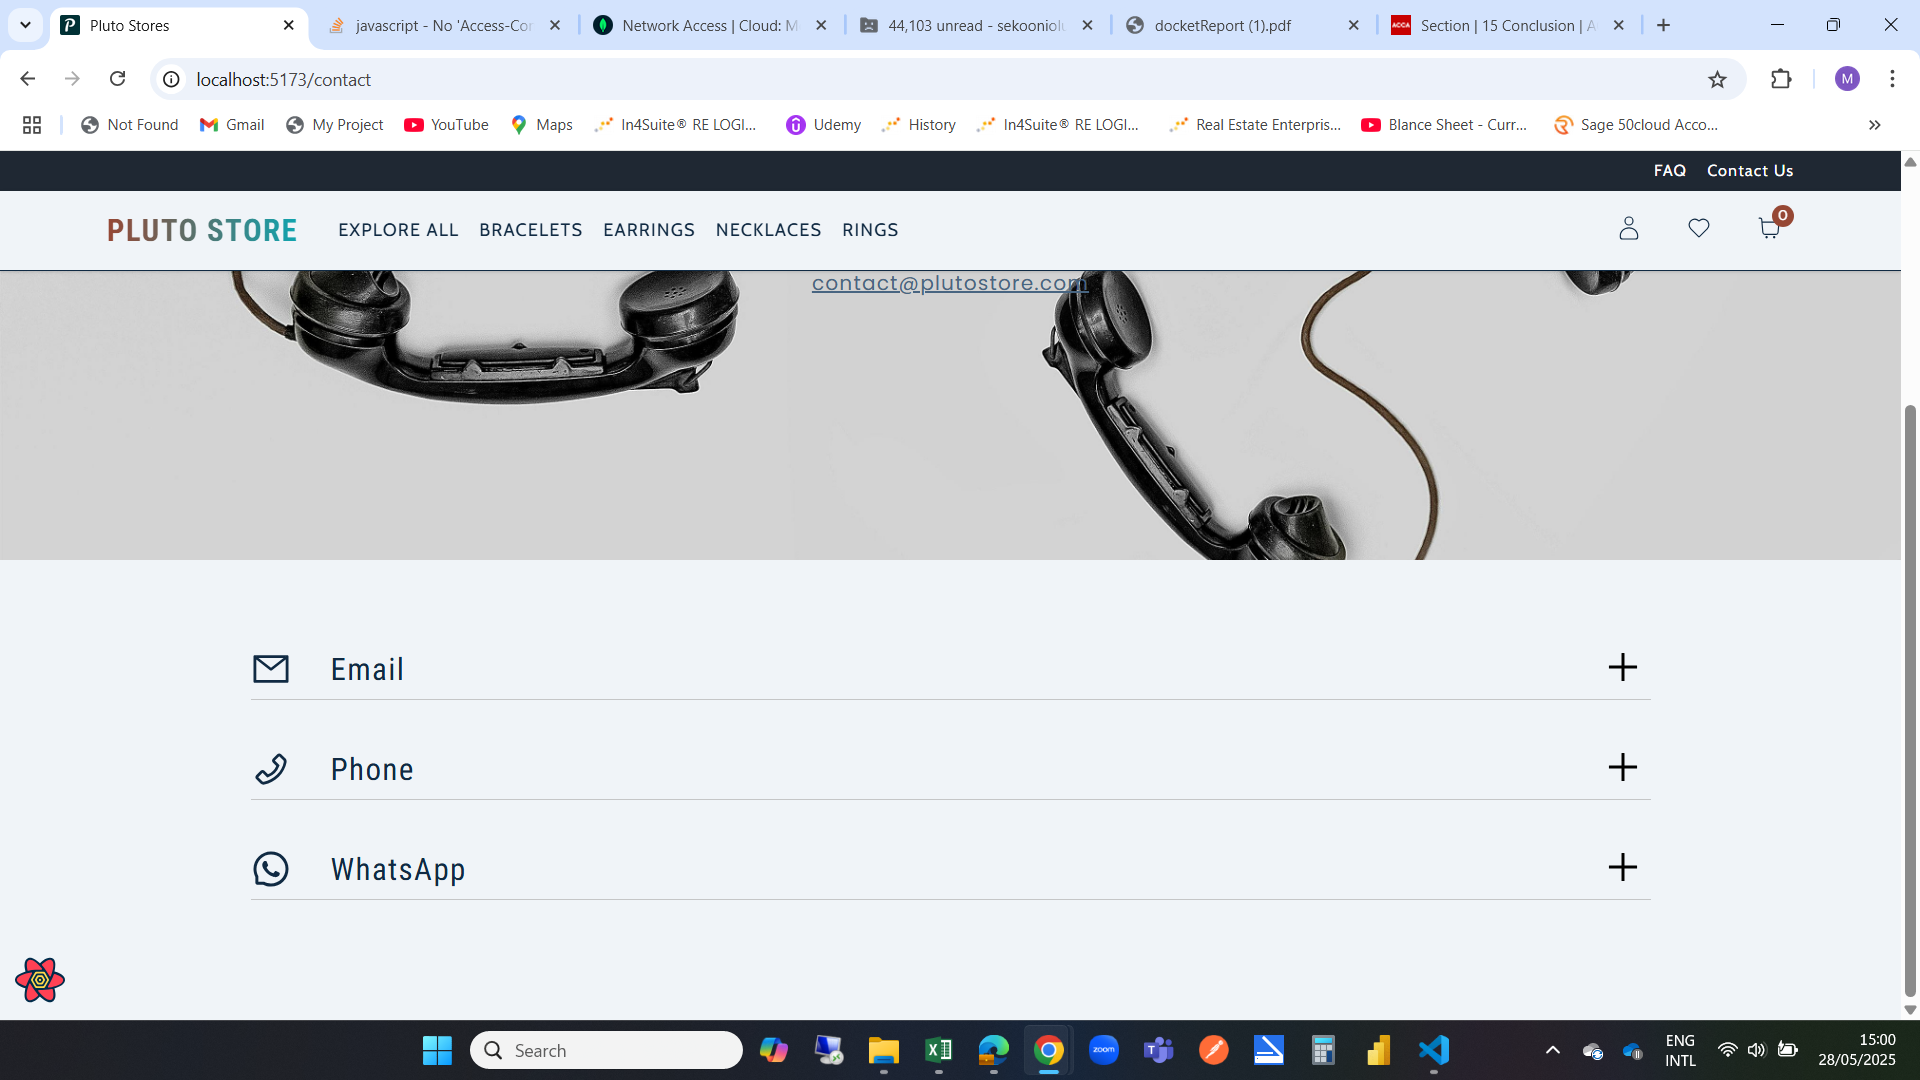 Pluto Stores
javascript - No 'Access-Con
Network Access | Cloud: M
44,103 unread - sekooniolu
docketReport (1).pdf
Section | 15 Conclusion | A
localhost:5173/contact
M
Not Found
Gmail
My Project
YouTube
Maps
In4Suite® RE LOGI...
Udemy
History
In4Suite® RE LOGI...
Real Estate Enterpris...
Blance Sheet - Curr...
Sage 50cloud Acco...
FAQ
Contact Us
PLUTO STORE
EXPLORE ALL
BRACELETS
EARRINGS
NECKLACES
RINGS
0
contact@plutostore.com
Email
Phone
WhatsApp
Search
zoom
ENG
INTL
15:00
28/05/2025